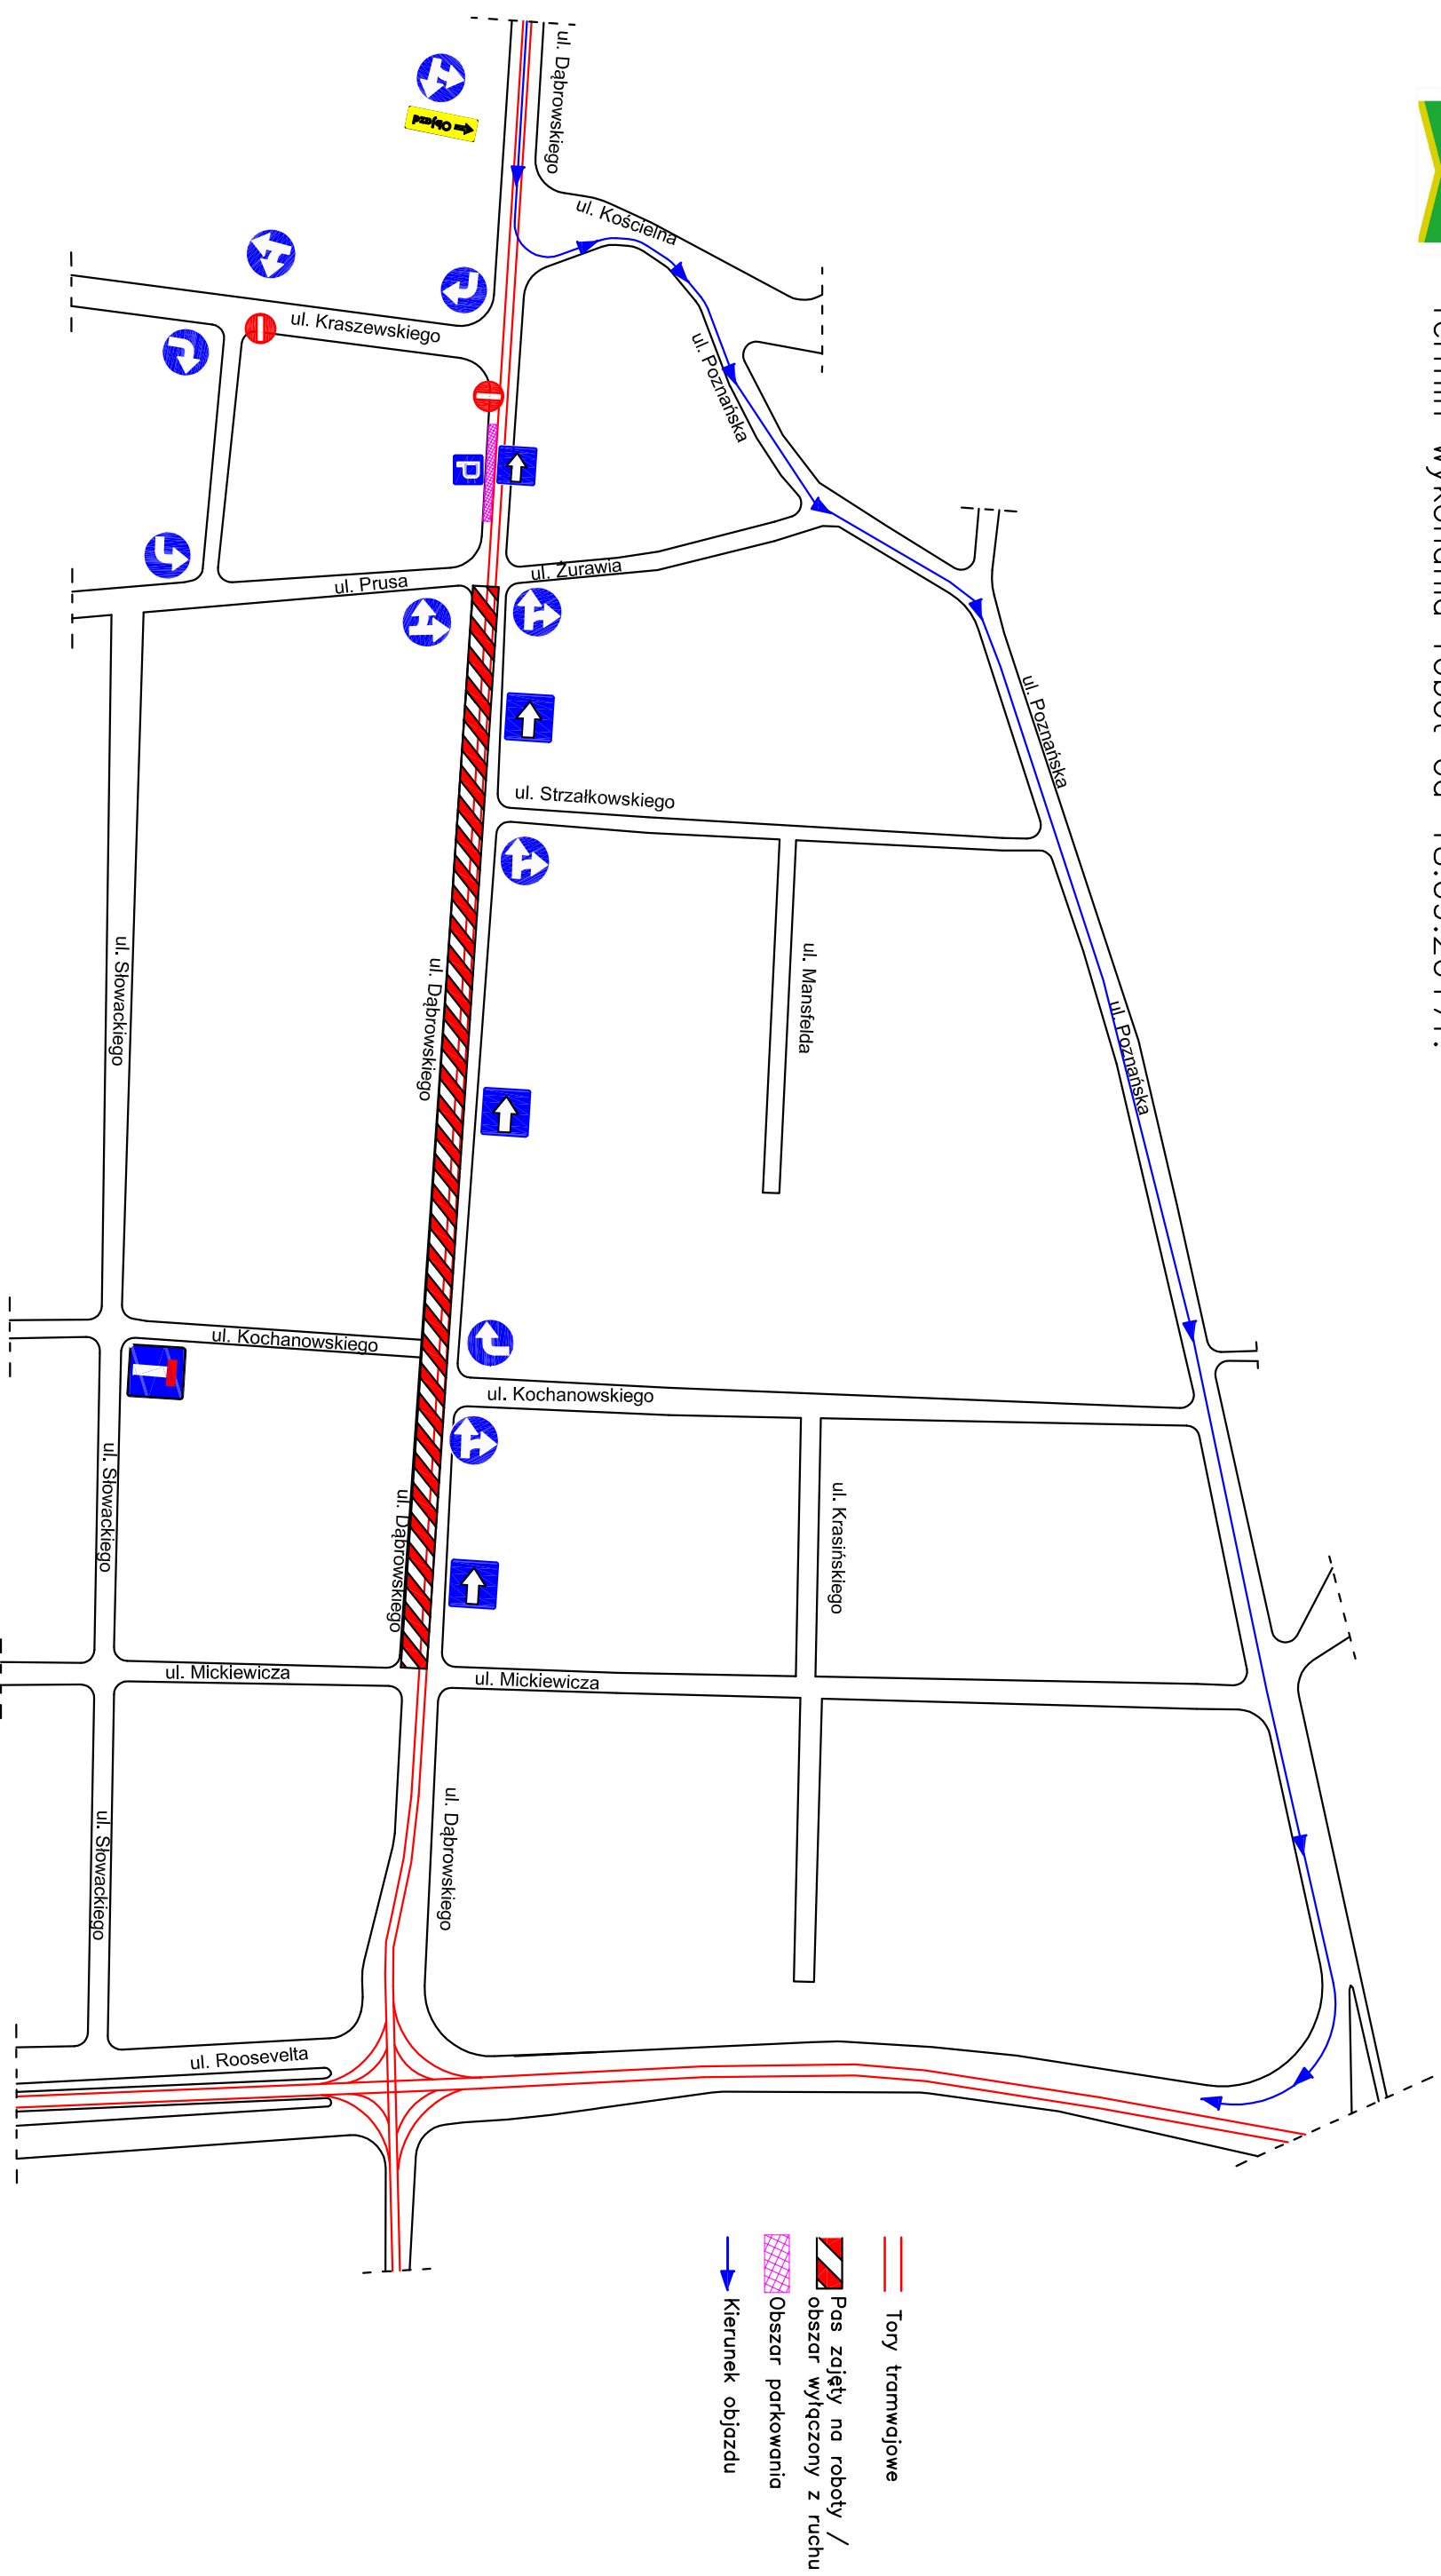 ul. Dąbrowskiego
Objazd
ul. Kościelna
ul. Kraszewskiego
ul. Poznańska
P
ul. Żurawia
ul. Prusa
ul. Poznańska
ul. Strzałkowskiego
ul. Słowackiego
ul. Dąbrowskiego
ul. Mansfelda
ul. Poznańska
ul. Kochanowskiego
ul. Kochanowskiego
ul. Słowackiego
ul. Dąbrowskiego
ul. Krasińskiego
ul. Mickiewicza
ul. Mickiewicza
ul. Słowackiego
ul. Dąbrowskiego
ul. Roosevelta
Tory tramwajowe
Pas zajęty na roboty /
obszar wyłączony z ruchu
Obszar parkowania
Kierunek objazdu